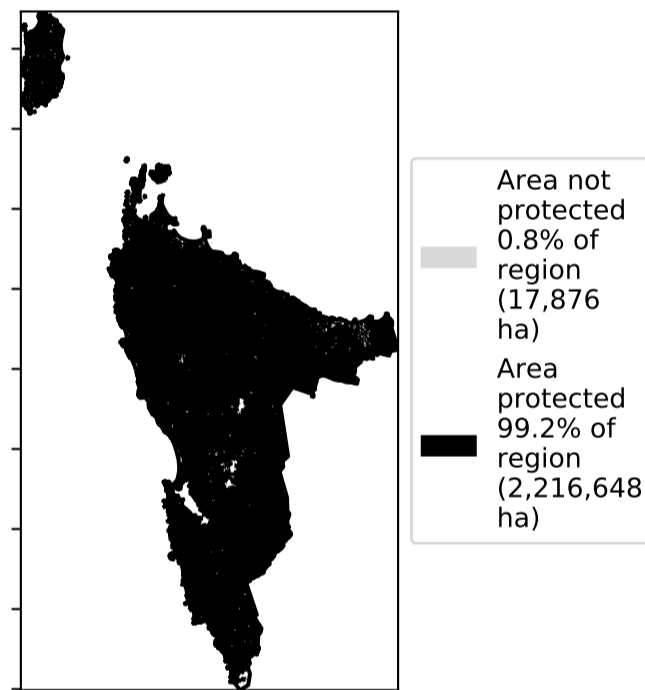 Area not
protected
0.8% of
region
(17,876
ha)
Area
protected
99.2% of
region
(2,216,648
ha)